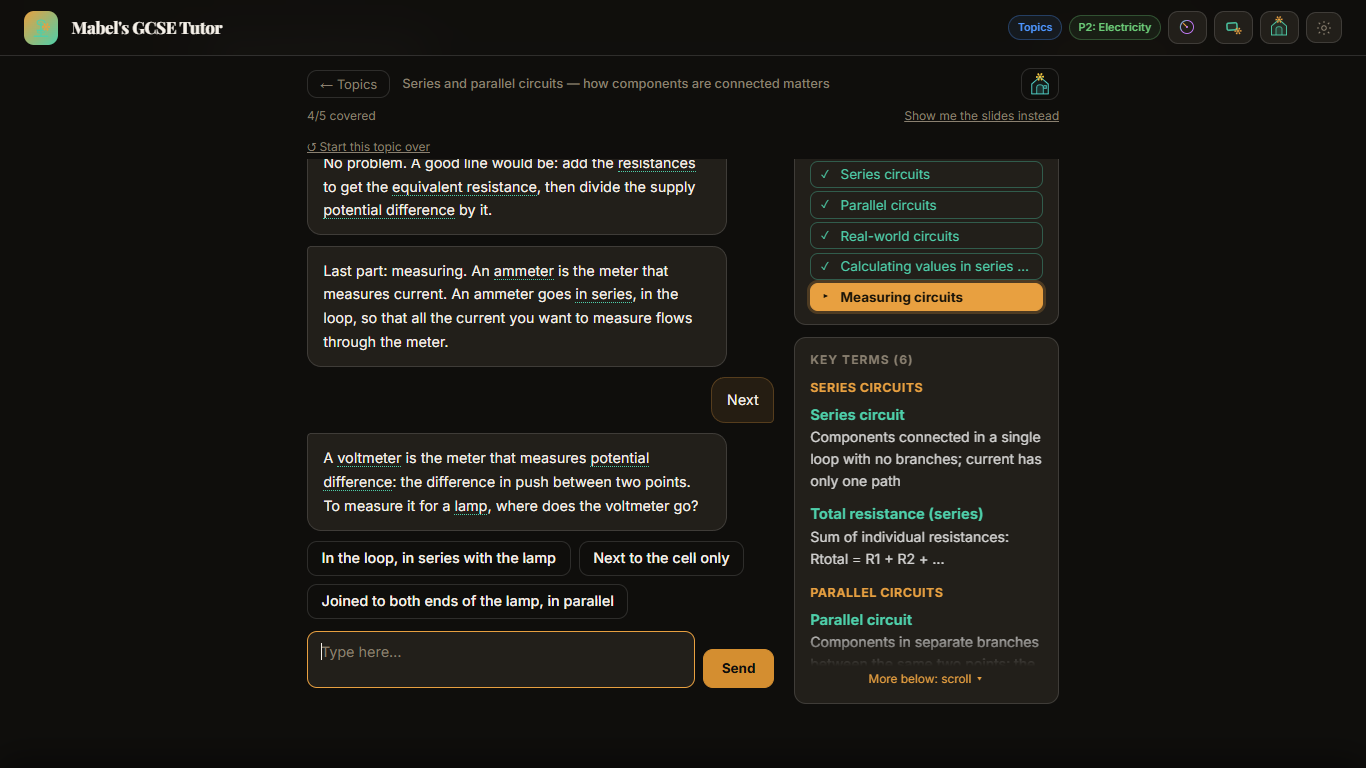 Mabel's GCSE Tutor
Topics
P2: Electricity
← Topics
Series and parallel circuits — how components are connected matters
4/5 covered
Show me the slides instead
↺ Start this topic over
No problem. A good line would be: add the resistances
to get the equivalent resistance, then divide the supply
potential difference by it.
Last part: measuring. An ammeter is the meter that
measures current. An ammeter goes in series, in the
loop, so that all the current you want to measure flows
through the meter.
Next
A voltmeter is the meter that measures potential
difference: the difference in push between two points.
To measure it for a lamp, where does the voltmeter go?
In the loop, in series with the lamp
Next to the cell only
Joined to both ends of the lamp, in parallel
Type here...
Send
✓ Series circuits
✓ Parallel circuits
✓ Real-world circuits
✓ Calculating values in series ...
‣ Measuring circuits
KEY TERMS (6)
SERIES CIRCUITS
Series circuit
Components connected in a single
loop with no branches; current has
only one path
Total resistance (series)
Sum of individual resistances:
Rtotal = R1 + R2 + ...
PARALLEL CIRCUITS
Parallel circuit
Components in separate branches
between the same two points; the
More below: scroll ▾